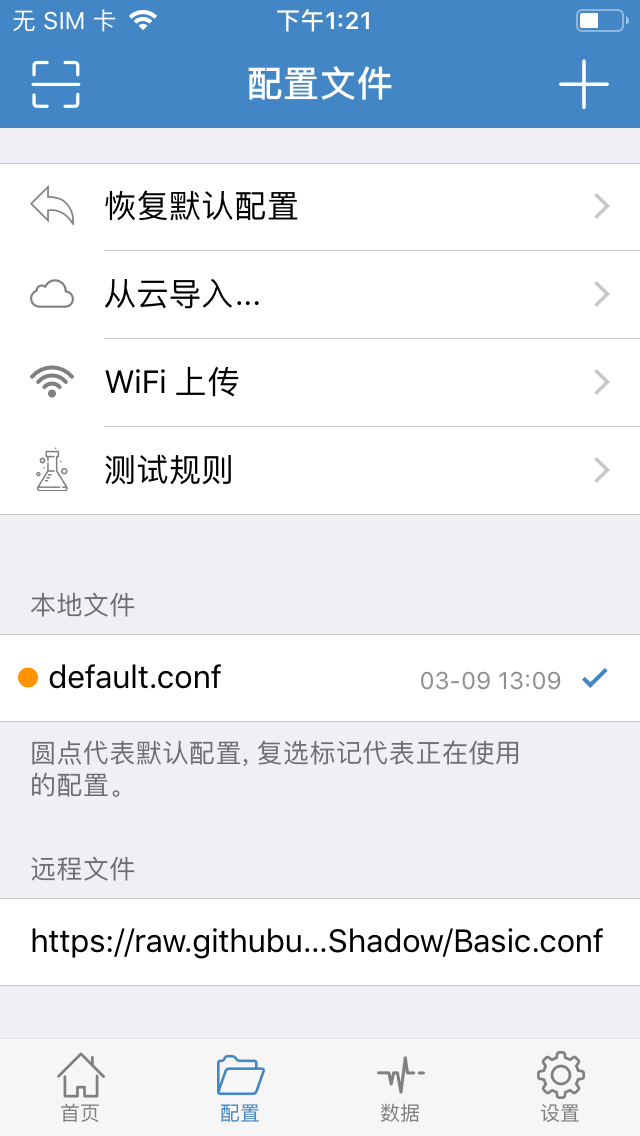 无 SIM 卡
下午1:21
配置文件
恢复默认配置
从云导入...
WiFi 上传
测试规则
本地文件
default.conf 03-09 13:09
圆点代表默认配置, 复选标记代表正在使用
的配置。
远程文件
https://raw.githubu...Shadow/Basic.conf
首页 配置 数据 设置